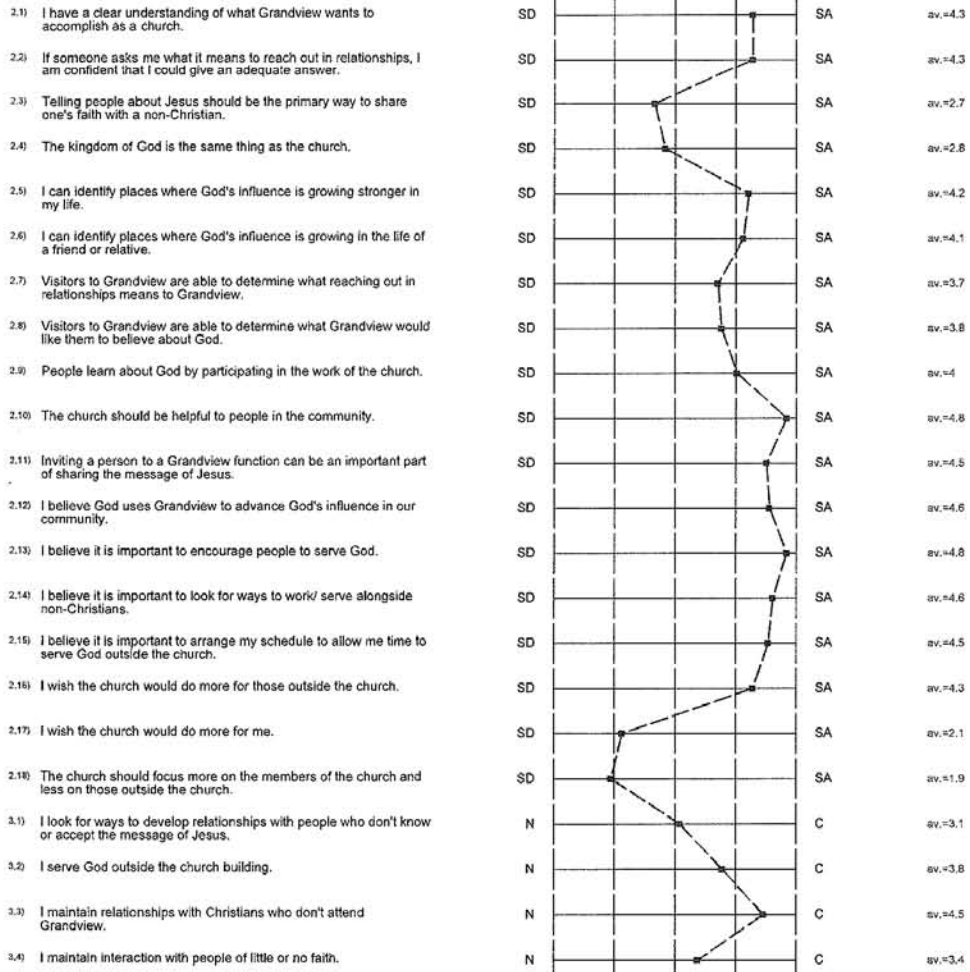 2.1) I have a clear understanding of what Grandview wants to
accomplish as a church.
SD SA av.=4.3
2.2) If someone asks me what it means to reach out in relationships, I
am confident that I could give an adequate answer.
SD SA av.=4.3
2.3) Telling people about Jesus should be the primary way to share
one's faith with a non-Christian.
SD SA av.=2.7
2.4) The kingdom of God is the same thing as the church.
SD SA av.=2.8
2.5) I can identify places where God's influence is growing stronger in
my life.
SD SA av.=4.2
2.6) I can identify places where God's influence is growing in the life of
a friend or relative.
SD SA av.=4.1
2.7) Visitors to Grandview are able to determine what reaching out in
relationships means to Grandview.
SD SA av.=3.7
2.8) Visitors to Grandview are able to determine what Grandview would
like them to believe about God.
SD SA av.=3.8
2.9) People learn about God by participating in the work of the church.
SD SA av.=4
2.10) The church should be helpful to people in the community.
SD SA av.=4.8
2.11) Inviting a person to a Grandview function can be an important part
of sharing the message of Jesus.
SD SA av.=4.5
2.12) I believe God uses Grandview to advance God's influence in our
community.
SD SA av.=4.6
2.13) I believe it is important to encourage people to serve God.
SD SA av.=4.8
2.14) I believe it is important to look for ways to work/ serve alongside
non-Christians.
SD SA av.=4.6
2.15) I believe it is important to arrange my schedule to allow me time to
serve God outside the church.
SD SA av.=4.5
2.16) I wish the church would do more for those outside the church.
SD SA av.=4.3
2.17) I wish the church would do more for me.
SD SA av.=2.1
2.18) The church should focus more on the members of the church and
less on those outside the church.
SD SA av.=1.9
3.1) I look for ways to develop relationships with people who don't know
or accept the message of Jesus.
N C av.=3.1
3.2) I serve God outside the church building.
N C av.=3.8
3.3) I maintain relationships with Christians who don't attend
Grandview.
N C av.=4.5
3.4) I maintain interaction with people of little or no faith.
N C av.=3.4